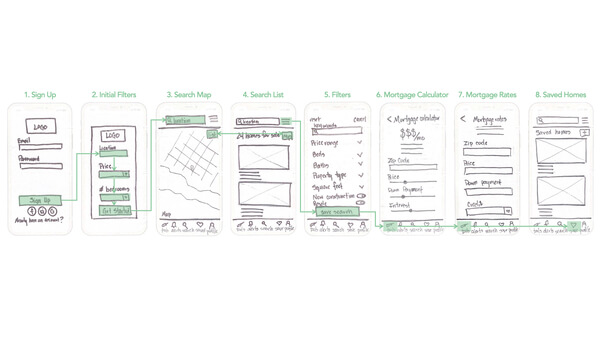 1. Sign Up
2. Initial Filters
3. Search Map
4. Search List
5. Filters
6. Mortgage Calculator
7. Mortgage Rates
8. Saved Homes
LOGO
Email
Password
Sign Up
Already have an account?
LOGO
Location
Price
# bedrooms
Get Started
location
Map
location
24 homes for sale
reset
cancel
keywords
Price range
Beds
Baths
Property type
Square feet
New construction
save search
Mortgage calculator
$$$/mo
Zip Code
Price
Down Payment
Interest
Mortgage rates
Zip code
Price
Down payment
location
Saved homes